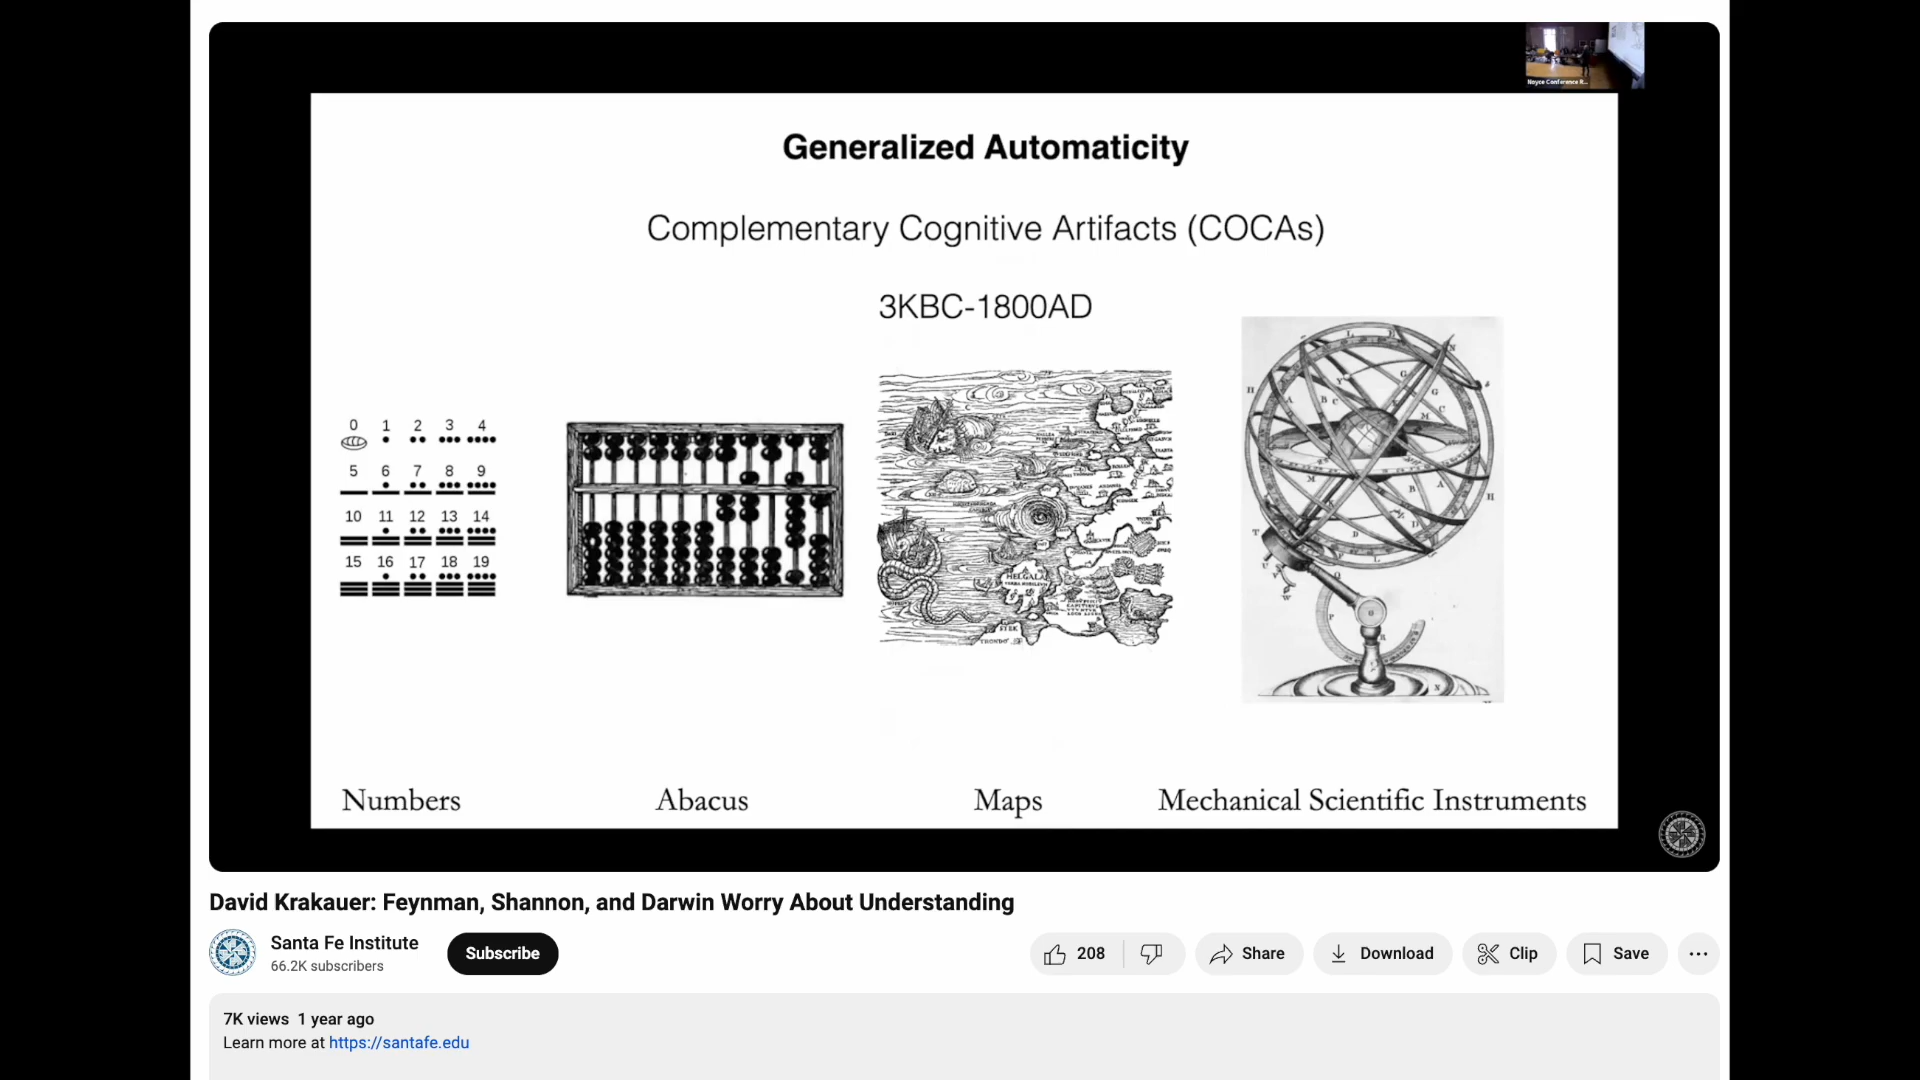 Noyce Conference R...
Generalized Automaticity
Complementary Cognitive Artifacts (COCAs)
3KBC-1800AD
0 1 2 3 4
5 6 7 8 9
10 11 12 13 14
15 16 17 18 19
HELGALA
Numbers
Abacus
Maps
Mechanical Scientific Instruments
David Krakauer: Feynman, Shannon, and Darwin Worry About Understanding
Santa Fe Institute
66.2K subscribers
Subscribe
208
Share
Download
Clip
Save
7K views 1 year ago
Learn more at https://santafe.edu